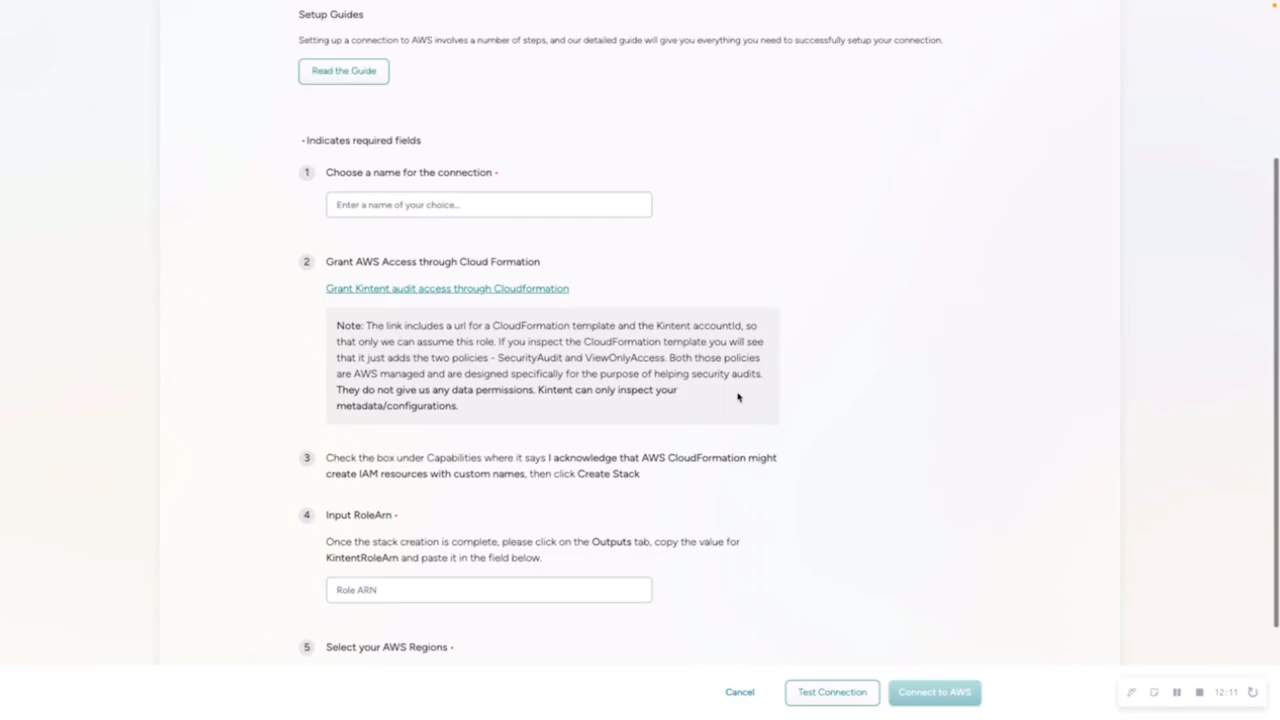 Setup Guides
Setting up a connection to AWS involves a number of steps, and our detailed guide will give you everything you need to successfully setup your connection.
Read the Guide
• Indicates required fields
1 Choose a name for the connection •
Enter a name of your choice...
2 Grant AWS Access through Cloud Formation
Grant Kintent audit access through Cloudformation
Note: The link includes a url for a CloudFormation template and the Kintent accountId, so
that only we can assume this role. If you inspect the CloudFormation template you will see
that it just adds the two policies - SecurityAudit and ViewOnlyAccess. Both those policies
are AWS managed and are designed specifically for the purpose of helping security audits.
They do not give us any data permissions. Kintent can only inspect your
metadata/configurations.
3 Check the box under Capabilities where it says I acknowledge that AWS CloudFormation might
create IAM resources with custom names, then click Create Stack
4 Input RoleArn •
Once the stack creation is complete, please click on the Outputs tab, copy the value for
KintentRoleArn and paste it in the field below.
Role ARN
5 Select your AWS Regions •
Cancel Test Connection Connect to AWS 12:11